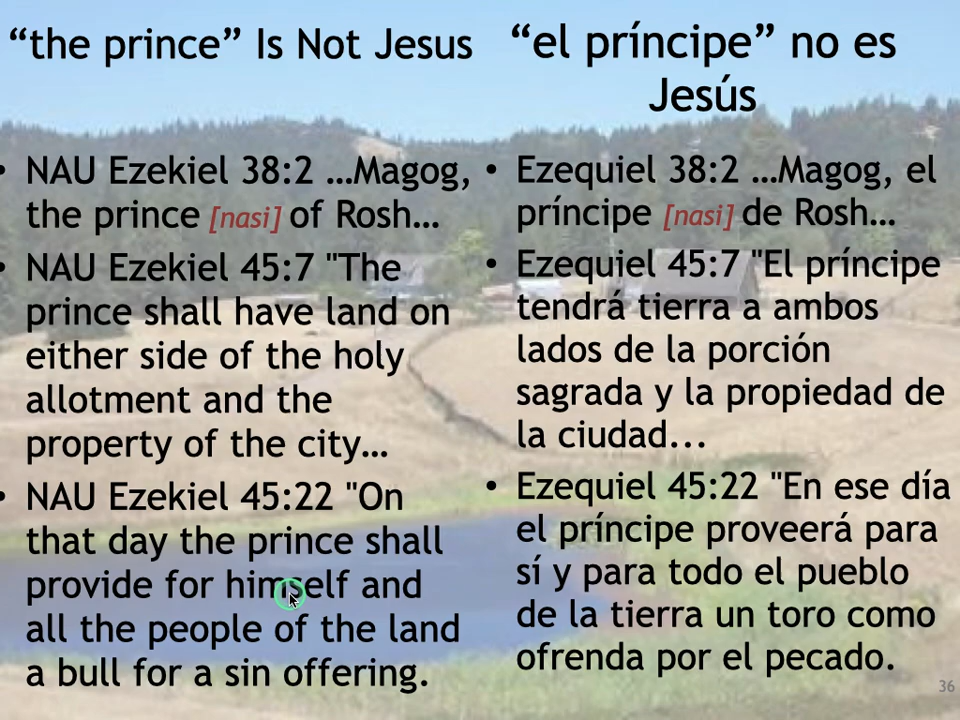 “the prince” Is Not Jesus
• NAU Ezekiel 38:2 …Magog,
the prince [nasi] of Rosh…
• NAU Ezekiel 45:7 "The
prince shall have land on
either side of the holy
allotment and the
property of the city…
• NAU Ezekiel 45:22 "On
that day the prince shall
provide for himself and
all the people of the land
a bull for a sin offering.
“el príncipe” no es
Jesús
• Ezequiel 38:2 …Magog, el
príncipe [nasi] de Rosh…
• Ezequiel 45:7 "El príncipe
tendrá tierra a ambos
lados de la porción
sagrada y la propiedad de
la ciudad...
• Ezequiel 45:22 "En ese día
el príncipe proveerá para
sí y para todo el pueblo
de la tierra un toro como
ofrenda por el pecado.
36